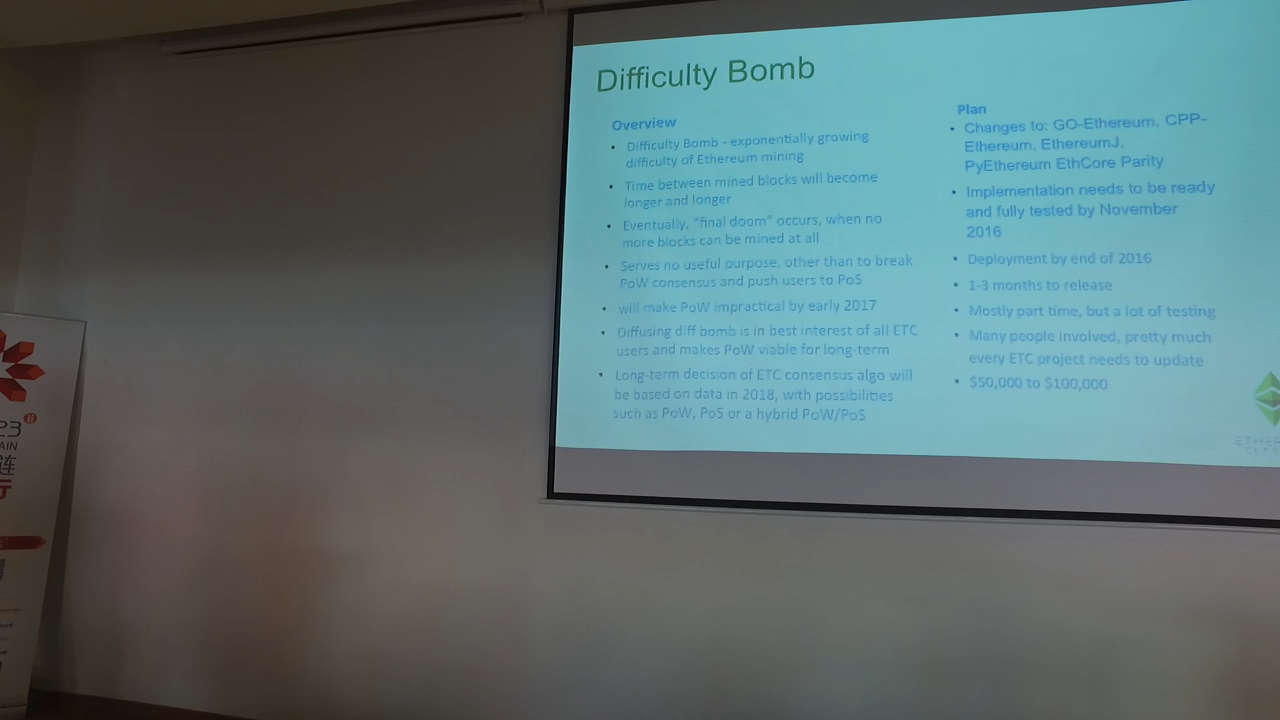 Difficulty Bomb
Overview
• Difficulty Bomb - exponentially growing
difficulty of Ethereum mining
• Time between mined blocks will become
longer and longer
• Eventually, "final doom" occurs, when no
more blocks can be mined at all
• Serves no useful purpose, other than to break
PoW consensus and push users to PoS
• will make PoW impractical by early 2017
• Diffusing diff bomb is in best interest of all ETC
users and makes PoW viable for long-term
• Long-term decision of ETC consensus algo will
be based on data in 2018, with possibilities
such as PoW, PoS or a hybrid PoW/PoS
Plan
• Changes to: GO-Ethereum, CPP-
Ethereum, EthereumJ,
PyEthereum EthCore Parity
• Implementation needs to be ready
and fully tested by November
2016
• Deployment by end of 2016
• 1-3 months to release
• Mostly part time, but a lot of testing
• Many people involved, pretty much
every ETC project needs to update
• $50,000 to $100,000
23
AIN
链
行